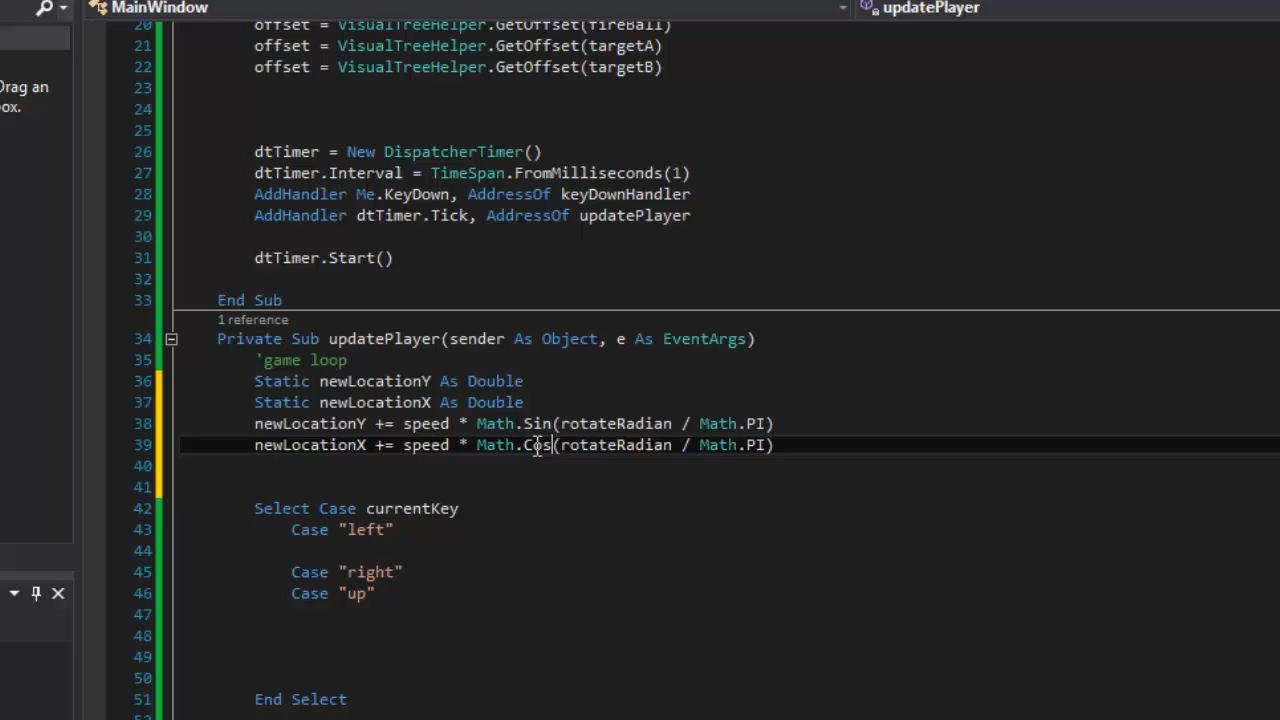 MainWindow
updatePlayer
Drag an
box.
20 offset = VisualTreeHelper.GetOffset(fireBall)
21 offset = VisualTreeHelper.GetOffset(targetA)
22 offset = VisualTreeHelper.GetOffset(targetB)
23
24
25
26 dtTimer = New DispatcherTimer()
27 dtTimer.Interval = TimeSpan.FromMilliseconds(1)
28 AddHandler Me.KeyDown, AddressOf keyDownHandler
29 AddHandler dtTimer.Tick, AddressOf updatePlayer
30
31 dtTimer.Start()
32
33 End Sub
1 reference
34 Private Sub updatePlayer(sender As Object, e As EventArgs)
35 'game loop
36 Static newLocationY As Double
37 Static newLocationX As Double
38 newLocationY += speed * Math.Sin(rotateRadian / Math.PI)
39 newLocationX += speed * Math.Cos(rotateRadian / Math.PI)
40
41
42 Select Case currentKey
43 Case "left"
44
45 Case "right"
46 Case "up"
47
48
49
50
51 End Select